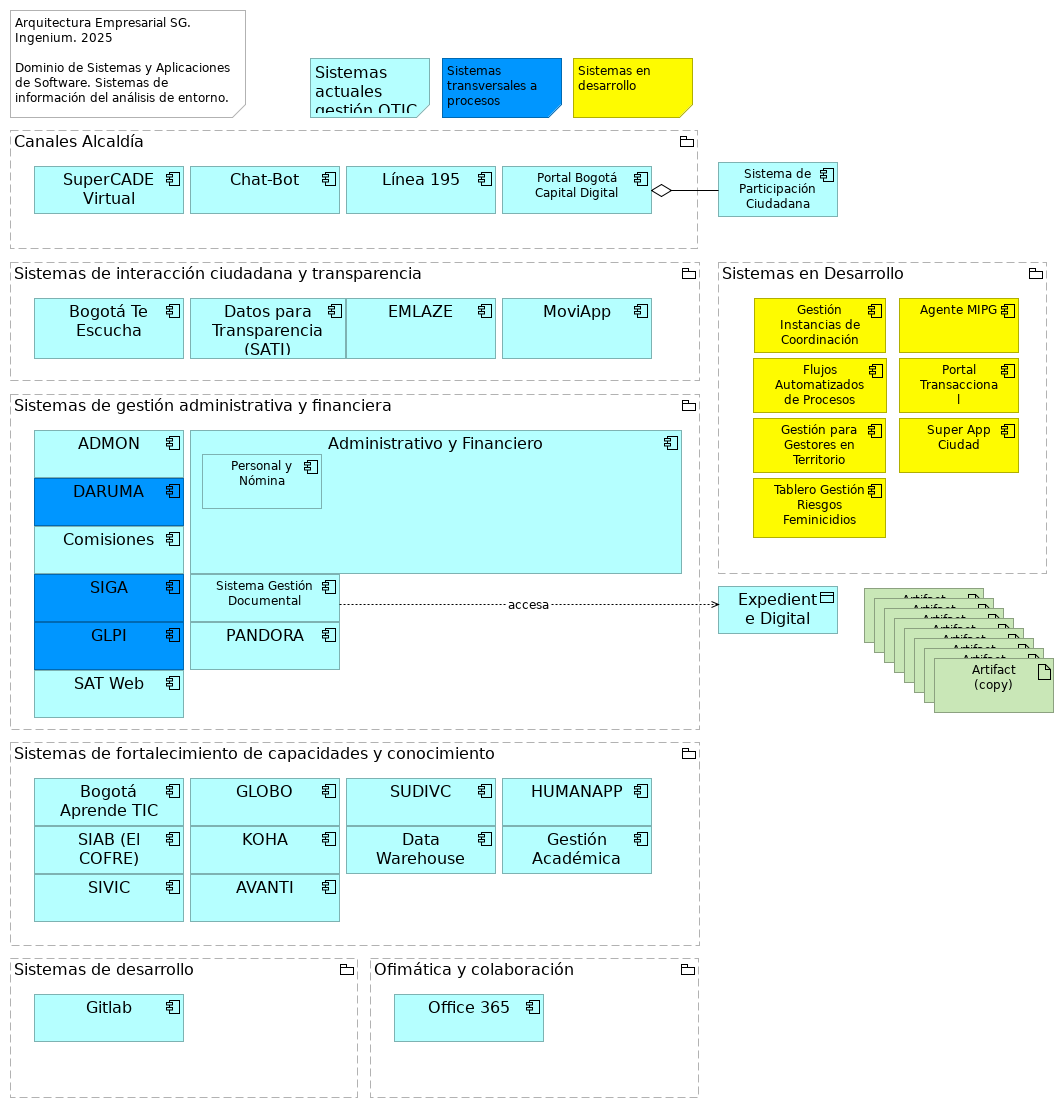 Arquitectura Empresarial SG.
Ingenium. 2025
Dominio de Sistemas y Aplicaciones
de Software. Sistemas de
información del análisis de entorno.
Sistemas
actuales
gestión OTIC
Sistemas
transversales a
procesos
Sistemas en
desarrollo
Canales Alcaldía
SuperCADE
Virtual
Chat-Bot
Línea 195
Portal Bogotá
Capital Digital
Sistema de
Participación
Ciudadana
Sistemas de interacción ciudadana y transparencia
Bogotá Te
Escucha
Datos para
Transparencia
(SATI)
EMLAZE
MoviApp
Sistemas en Desarrollo
Gestión
Instancias de
Coordinación
Agente MIPG
Flujos
Automatizados
de Procesos
Portal
Transacciona
l
Gestión para
Gestores en
Territorio
Super App
Ciudad
Tablero Gestión
Riesgos
Feminicidios
Sistemas de gestión administrativa y financiera
ADMON
DARUMA
Comisiones
SIGA
GLPI
SAT Web
Administrativo y Financiero
Personal y
Nómina
Sistema Gestión
Documental
PANDORA
accesa
Expedient
e Digital
Artifact
Artifact
Artifact
Artifact
Artifact
Artifact
Artifact
Artifact
(copy)
Sistemas de fortalecimiento de capacidades y conocimiento
Bogotá
Aprende TIC
GLOBO
SUDIVC
HUMANAPP
SIAB (El
COFRE)
KOHA
Data
Warehouse
Gestión
Académica
SIVIC
AVANTI
Sistemas de desarrollo
Gitlab
Ofimática y colaboración
Office 365